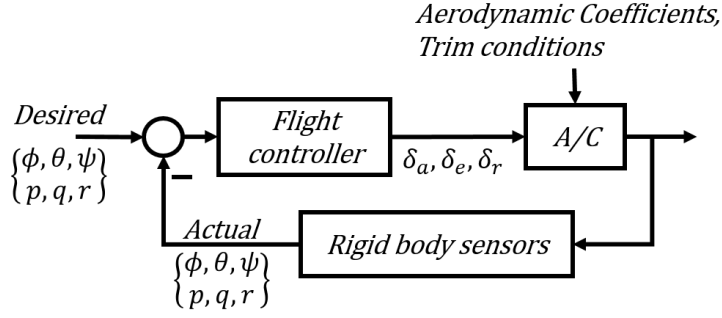 Aerodynamic Coefficients,
Trim conditions
Desired
{ϕ, θ, ψ
p, q, r}
Flight
controller
δₐ, δₑ, δᵣ
A/C
−
Actual
{ϕ, θ, ψ
p, q, r}
Rigid body sensors